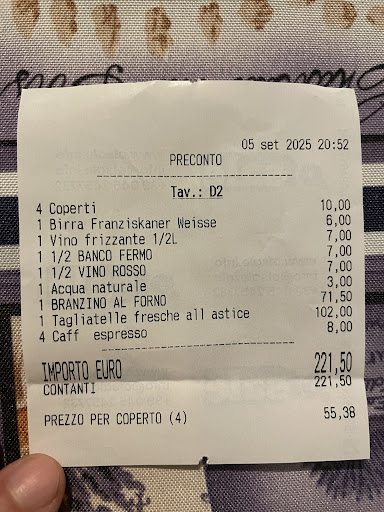 05 set 2025 20:52
PRECONTO
Tav.: D2
4 Coperti 10,00
1 Birra Franziskaner Weisse 6,00
1 Vino frizzante 1/2L 7,00
1 1/2 BANCO FERMO 7,00
1 1/2 VINO ROSSO 7,00
1 Acqua naturale 3,00
1 BRANZINO AL FORNO 71,50
1 Tagliatelle fresche all astice 102,00
4 Caff espresso 8,00
IMPORTO EURO 221,50
CONTANTI 221,50
PREZZO PER COPERTO (4) 55,38